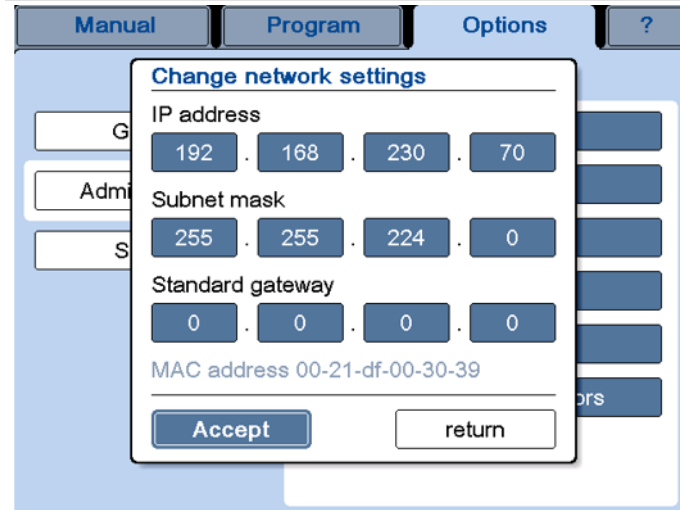 Manual Program Options ?
Change network settings
IP address
192 . 168 . 230 . 70
Subnet mask
255 . 255 . 224 . 0
Standard gateway
0 . 0 . 0 . 0
MAC address 00-21-df-00-30-39
Accept return